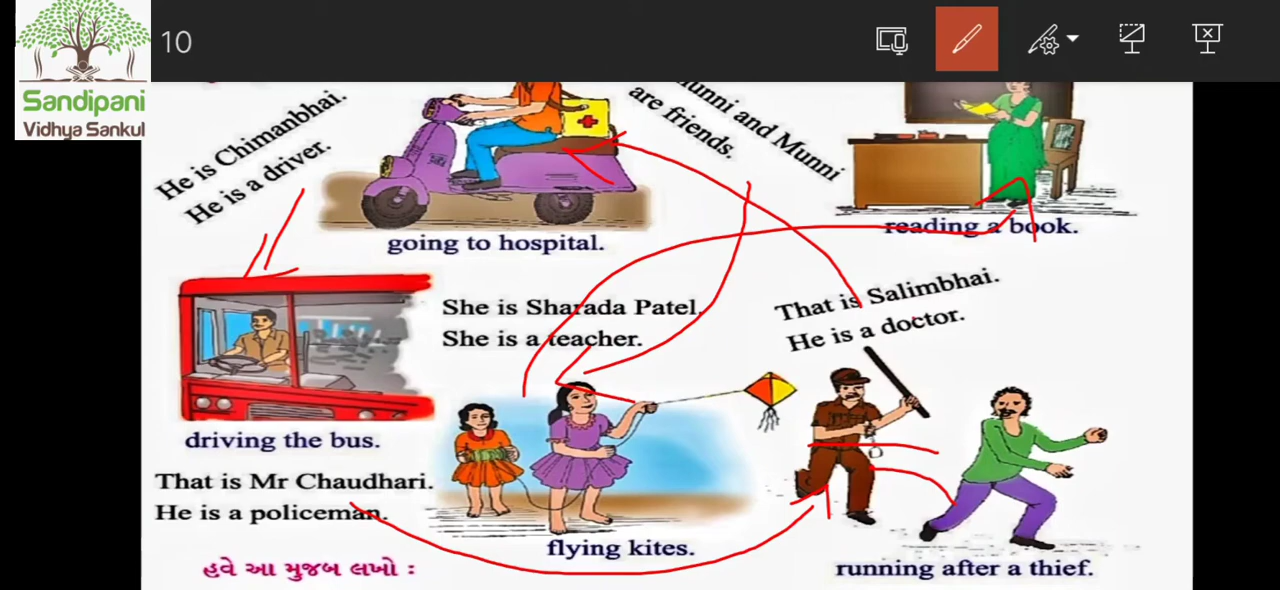 10
Sandipani
Vidhya Sankul
He is Chimanbhai.
He is a driver.
going to hospital.
and Munni
are friends.
reading a book.
She is Sharada Patel.
She is a teacher.
That is Salimbhai.
He is a doctor.
driving the bus.
That is Mr Chaudhari.
He is a policeman.
flying kites.
running after a thief.
હવે આ મુજબ લખો :